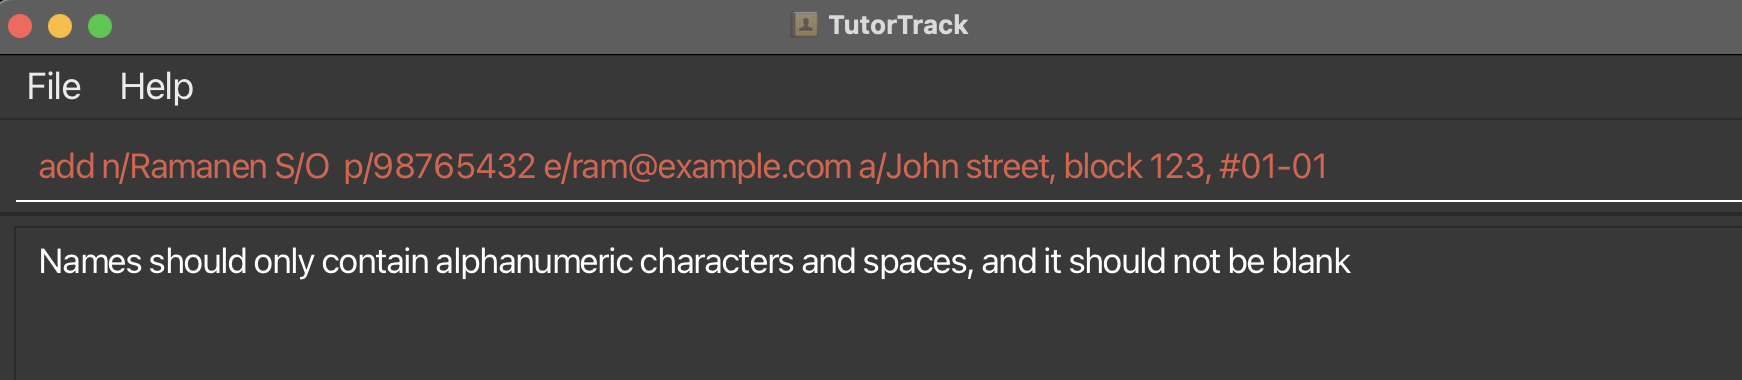 TutorTrack
File Help
add n/Ramanen S/O  p/98765432 e/ram@example.com a/John street, block 123, #01-01
Names should only contain alphanumeric characters and spaces, and it should not be blank